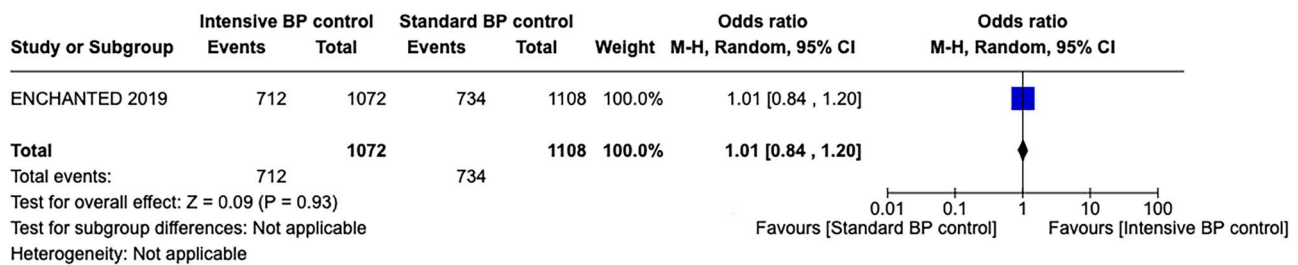 Intensive BP control Standard BP control Odds ratio Odds ratio
Study or Subgroup Events Total Events Total Weight M-H, Random, 95% CI M-H, Random, 95% CI
ENCHANTED 2019 712 1072 734 1108 100.0% 1.01 [0.84 , 1.20]
Total 1072 1108 100.0% 1.01 [0.84 , 1.20]
Total events: 712 734
Test for overall effect: Z = 0.09 (P = 0.93)
0.01 0.1 1 10 100
Test for subgroup differences: Not applicable Favours [Standard BP control] Favours [Intensive BP control]
Heterogeneity: Not applicable